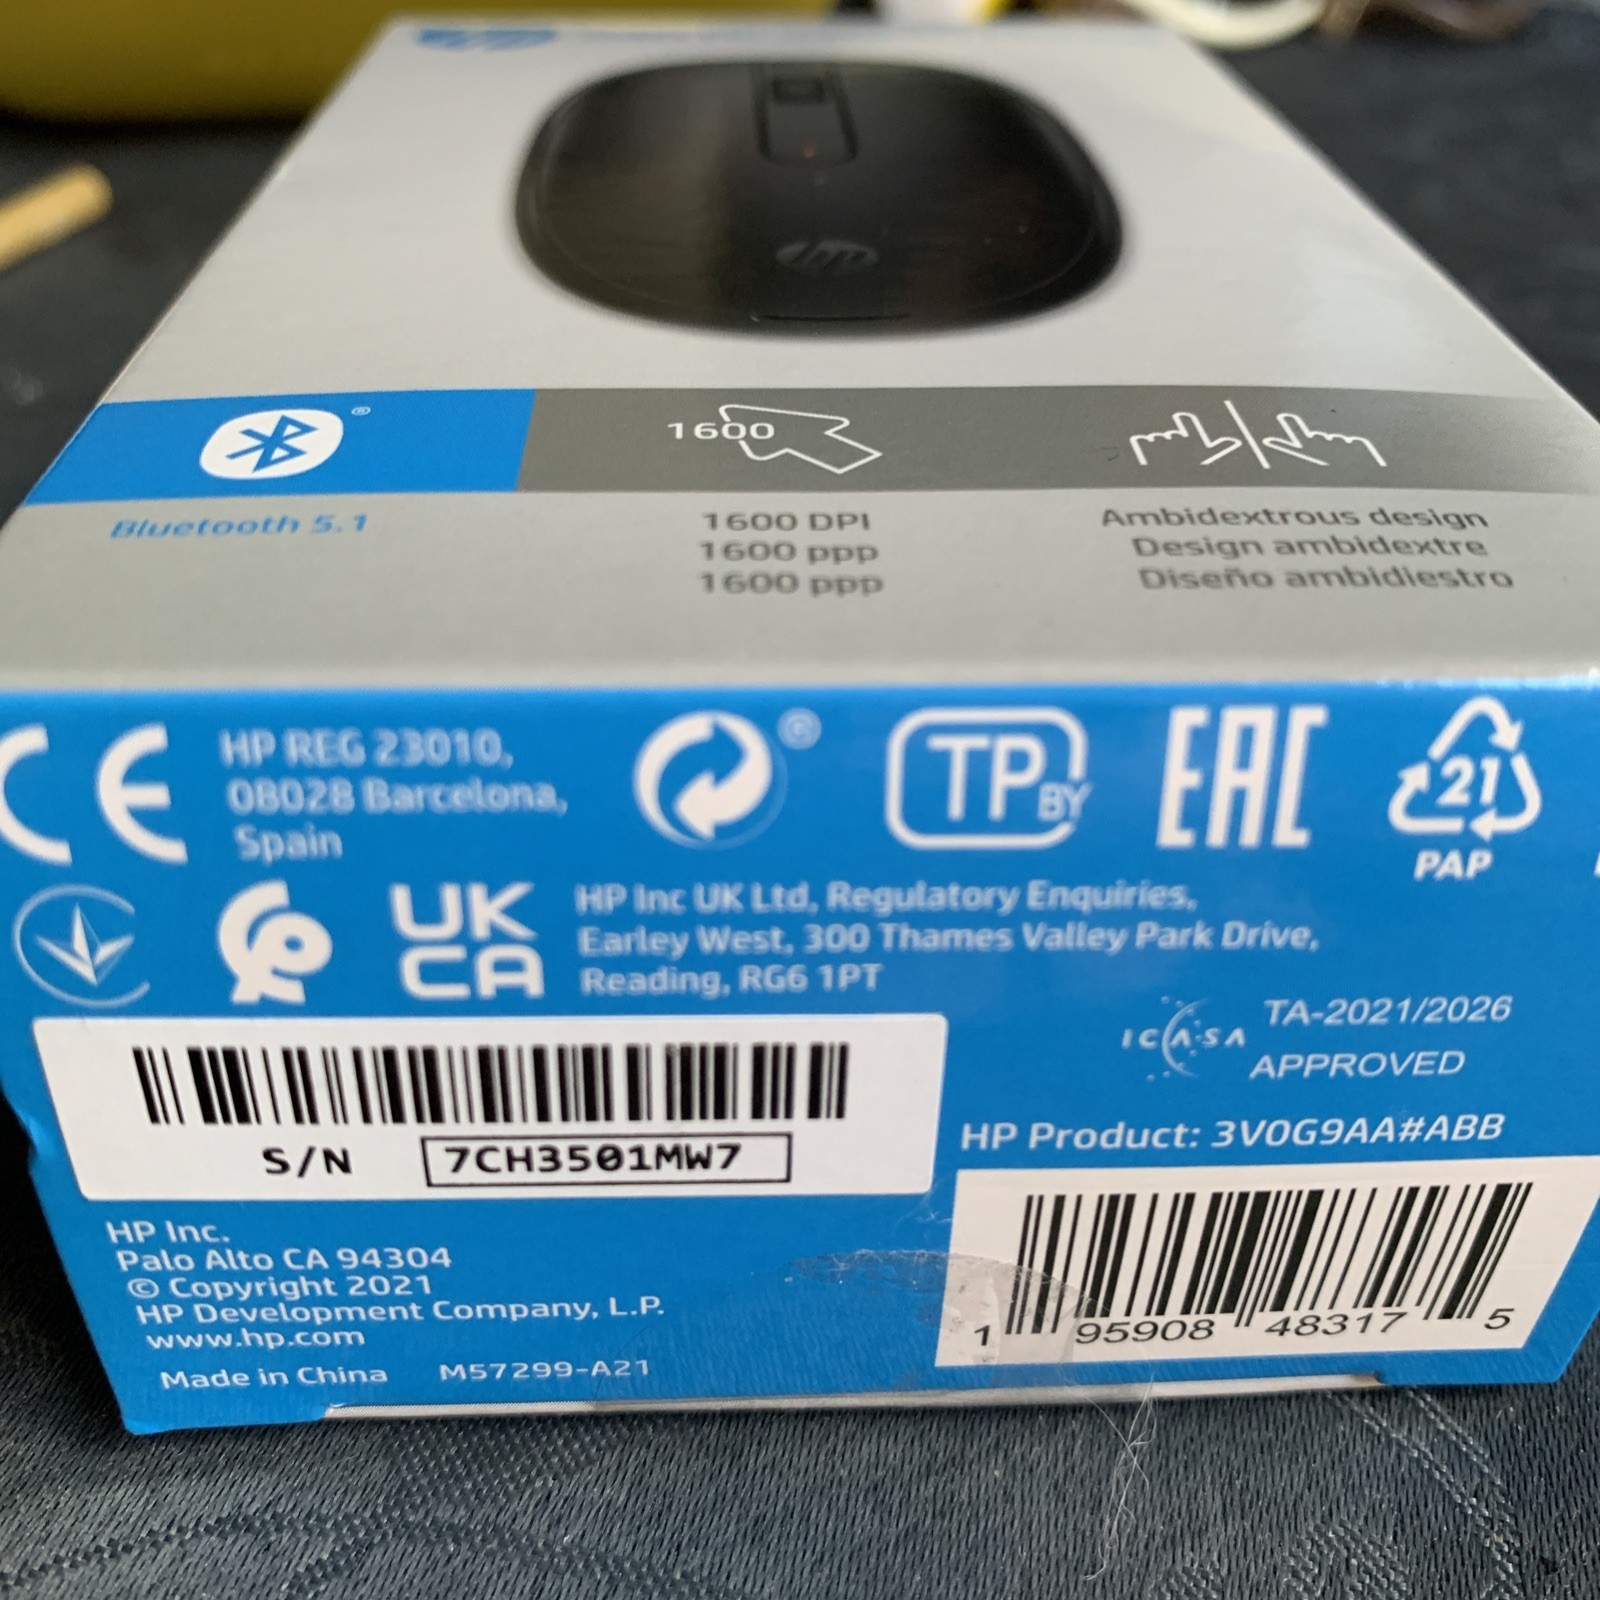 hp
1600
®
Bluetooth 5.1
1600 DPI
1600 ppp
1600 ppp
Ambidextrous design
Design ambidextre
Diseño ambidiestro
CE
HP REG 23010,
08028 Barcelona,
Spain
®
TP BY
EAC
21
PAP
UK
CA
HP Inc UK Ltd, Regulatory Enquiries,
Earley West, 300 Thames Valley Park Drive,
Reading, RG6 1PT
ICASA
TA-2021/2026
APPROVED
S/N 7CH3501MW7
HP Product: 3V0G9AA#ABB
1 95908 48317 5
HP Inc.
Palo Alto CA 94304
© Copyright 2021
HP Development Company, L.P.
www.hp.com
Made in China M57299-A21